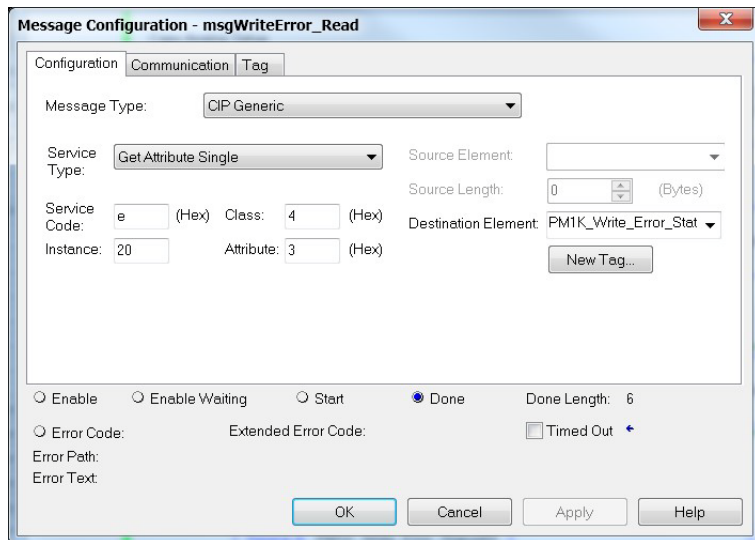 Message Configuration - msgWriteError_Read
Configuration Communication Tag
Message Type: CIP Generic
Service Type: Get Attribute Single
Source Element:
Source Length: 0 (Bytes)
Service Code: e (Hex) Class: 4 (Hex)
Destination Element: PM1K_Write_Error_Stat
Instance: 20 Attribute: 3 (Hex)
New Tag...
Enable Enable Waiting Start Done Done Length: 6
Error Code: Extended Error Code: Timed Out
Error Path:
Error Text:
OK Cancel Apply Help